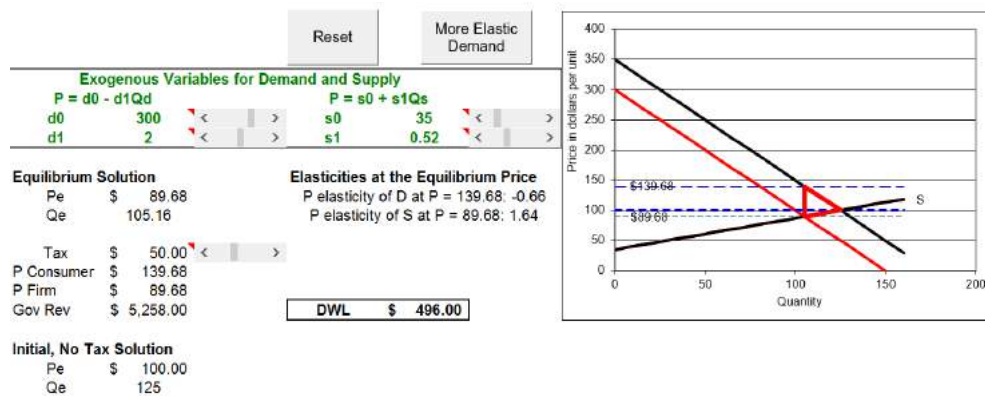 Reset
More Elastic
Demand
Exogenous Variables for Demand and Supply
P = d0 - d1Qd P = s0 + s1Qs
d0 300 < > s0 35 < >
d1 2 < > s1 0.52 < >
Equilibrium Solution
Pe $ 89.68
Qe 105.16
Elasticities at the Equilibrium Price
P elasticity of D at P = 139.68: -0.66
P elasticity of S at P = 89.68: 1.64
Tax $ 50.00 < >
P Consumer $ 139.68
P Firm $ 89.68
Gov Rev $ 5,258.00
DWL $ 496.00
Initial, No Tax Solution
Pe $ 100.00
Qe 125
Price in dollars per unit
400
350
300
250
200
150
100
50
0
$139.68
$89.68
S
0 50 100 150 200
Quantity